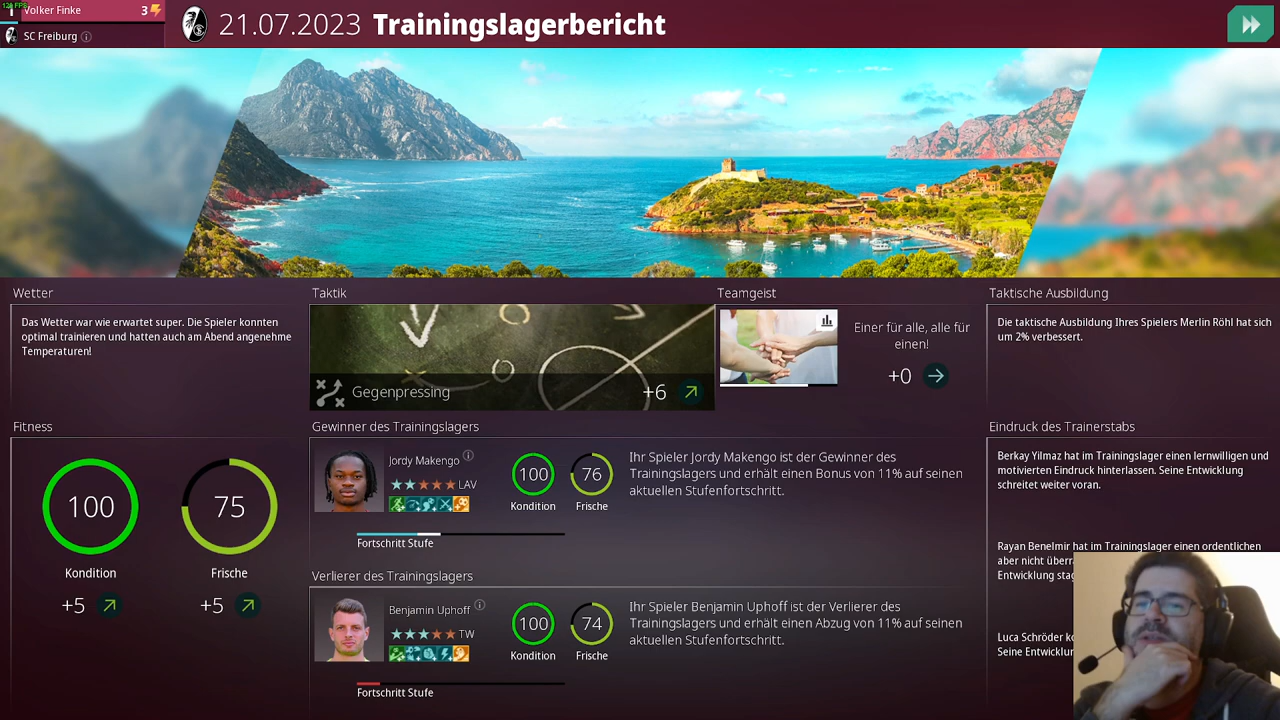 120 FPS
1 Volker Finke 3
SC Freiburg
21.07.2023 Trainingslagerbericht
Wetter
Das Wetter war wie erwartet super. Die Spieler konnten
optimal trainieren und hatten auch am Abend angenehme
Temperaturen!
Taktik
Gegenpressing +6
Teamgeist
Einer für alle, alle für
einen!
+0
Taktische Ausbildung
Die taktische Ausbildung Ihres Spielers Merlin Röhl hat sich
um 2% verbessert.
Fitness
100
Kondition
+5
75
Frische
+5
Gewinner des Trainingslagers
Jordy Makengo
LAV
100
Kondition
76
Frische
Ihr Spieler Jordy Makengo ist der Gewinner des
Trainingslagers und erhält einen Bonus von 11% auf seinen
aktuellen Stufenfortschritt.
Fortschritt Stufe
Verlierer des Trainingslagers
Benjamin Uphoff
TW
100
Kondition
74
Frische
Ihr Spieler Benjamin Uphoff ist der Verlierer des
Trainingslagers und erhält einen Abzug von 11% auf seinen
aktuellen Stufenfortschritt.
Fortschritt Stufe
Eindruck des Trainerstabs
Berkay Yilmaz hat im Trainingslager einen lernwilligen und
motivierten Eindruck hinterlassen. Seine Entwicklung
schreitet weiter voran.
Rayan Benelmir hat im Trainingslager einen ordentlichen
aber nicht überr
Entwicklung stag
Luca Schröder ko
Seine Entwicklun